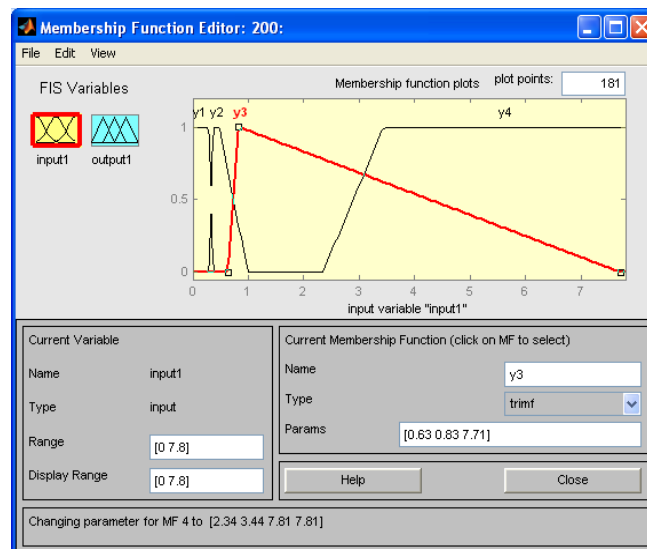 Membership Function Editor: 200:
File Edit View
FIS Variables
Membership function plots plot points: 181
y1 y2 y3 y4
1
0.5
0
input1 output1
0 1 2 3 4 5 6 7
input variable "input1"
Current Variable
Name input1
Type input
Range [0 7.8]
Display Range [0 7.8]
Current Membership Function (click on MF to select)
Name y3
Type trimf
Params [0.63 0.83 7.71]
Help Close
Changing parameter for MF 4 to [2.34 3.44 7.81 7.81]